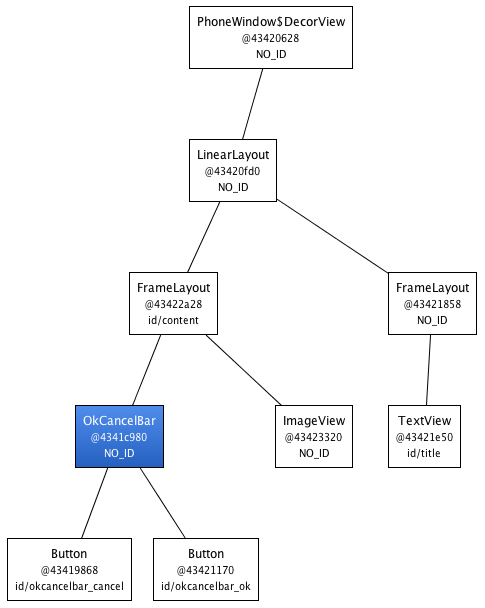 PhoneWindow$DecorView
@43420628
NO_ID
LinearLayout
@43420fd0
NO_ID
FrameLayout
@43422a28
id/content
FrameLayout
@43421858
NO_ID
OkCancelBar
@4341c980
NO_ID
ImageView
@43423320
NO_ID
TextView
@43421e50
id/title
Button
@43419868
id/okcancelbar_cancel
Button
@43421170
id/okcancelbar_ok